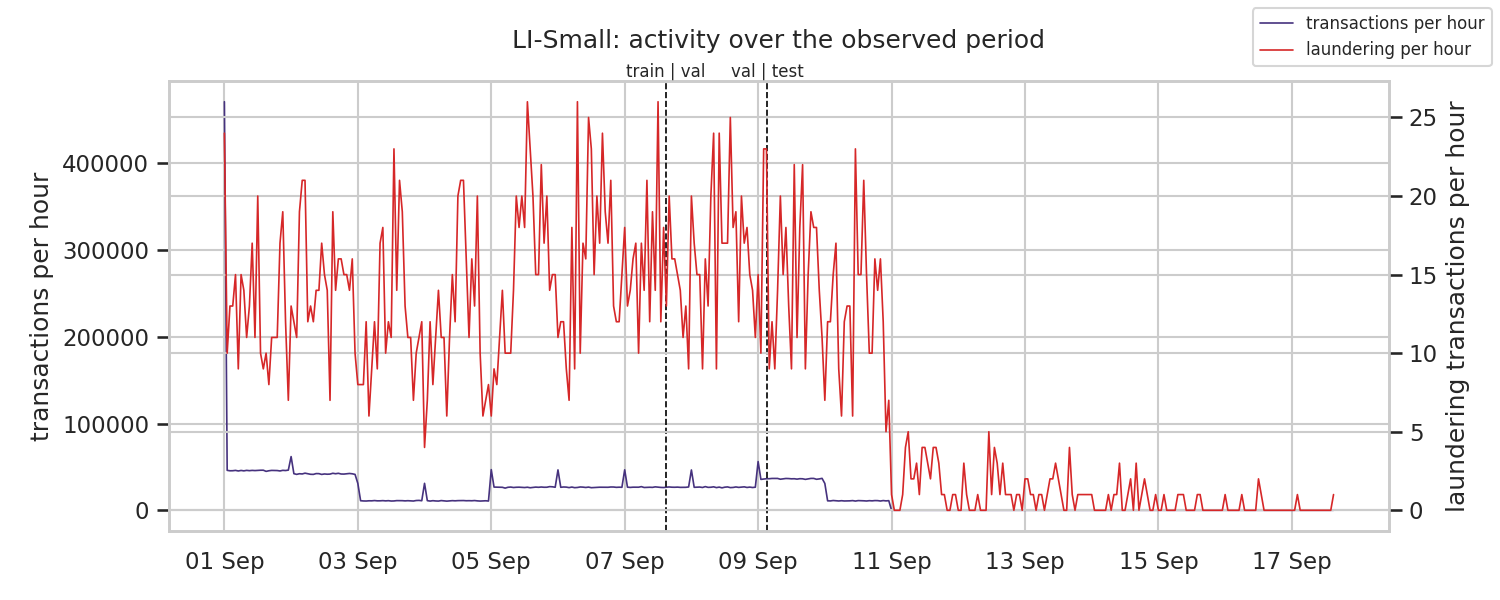 LI-Small: activity over the observed period
transactions per hour
laundering per hour
train | val
val | test
transactions per hour
400000
300000
200000
100000
0
25
20
15
10
5
0
laundering transactions per hour
01 Sep
03 Sep
05 Sep
07 Sep
09 Sep
11 Sep
13 Sep
15 Sep
17 Sep